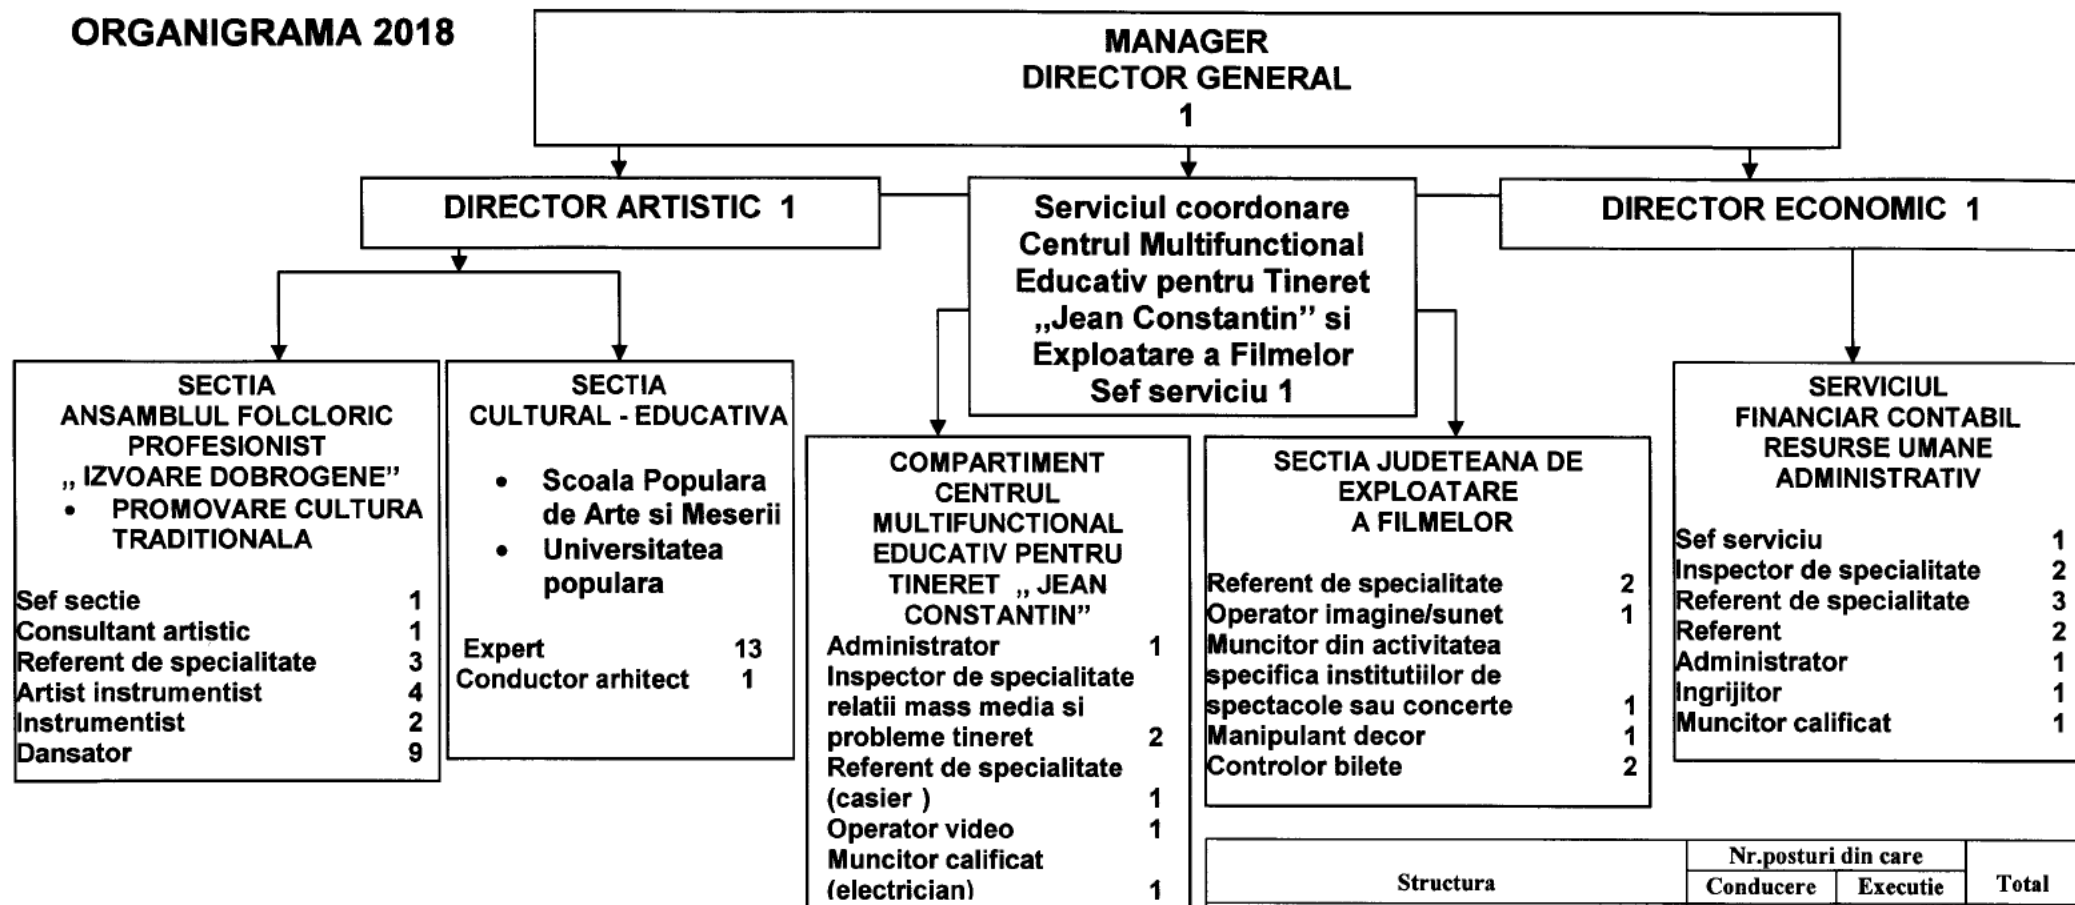 ORGANIGRAMA 2018
MANAGER
DIRECTOR GENERAL
1
DIRECTOR ARTISTIC 1
Serviciul coordonare
Centrul Multifunctional
Educativ pentru Tineret
„Jean Constantin’’ si
Exploatare a Filmelor
Sef serviciu 1
DIRECTOR ECONOMIC 1
SECTIA
ANSAMBLUL FOLCLORIC
PROFESIONIST
„ IZVOARE DOBROGENE’’
• PROMOVARE CULTURA
TRADITIONALA
Sef sectie 1
Consultant artistic 1
Referent de specialitate 3
Artist instrumentist 4
Instrumentist 2
Dansator 9
SECTIA
CULTURAL - EDUCATIVA
• Scoala Populara
de Arte si Meserii
• Universitatea
populara
Expert 13
Conductor arhitect 1
COMPARTIMENT
CENTRUL
MULTIFUNCTIONAL
EDUCATIV PENTRU
TINERET „ JEAN
CONSTANTIN’’
Administrator 1
Inspector de specialitate
relatii mass media si
probleme tineret 2
Referent de specialitate
(casier ) 1
Operator video 1
Muncitor calificat
(electrician) 1
SECTIA JUDETEANA DE
EXPLOATARE
A FILMELOR
Referent de specialitate 2
Operator imagine/sunet 1
Muncitor din activitatea
specifica institutiilor de
spectacole sau concerte 1
Manipulant decor 1
Controlor bilete 2
SERVICIUL
FINANCIAR CONTABIL
RESURSE UMANE
ADMINISTRATIV
Sef serviciu 1
Inspector de specialitate 2
Referent de specialitate 3
Referent 2
Administrator 1
Ingrijitor 1
Muncitor calificat 1
Structura
Nr.posturi din care
Conducere Executie Total